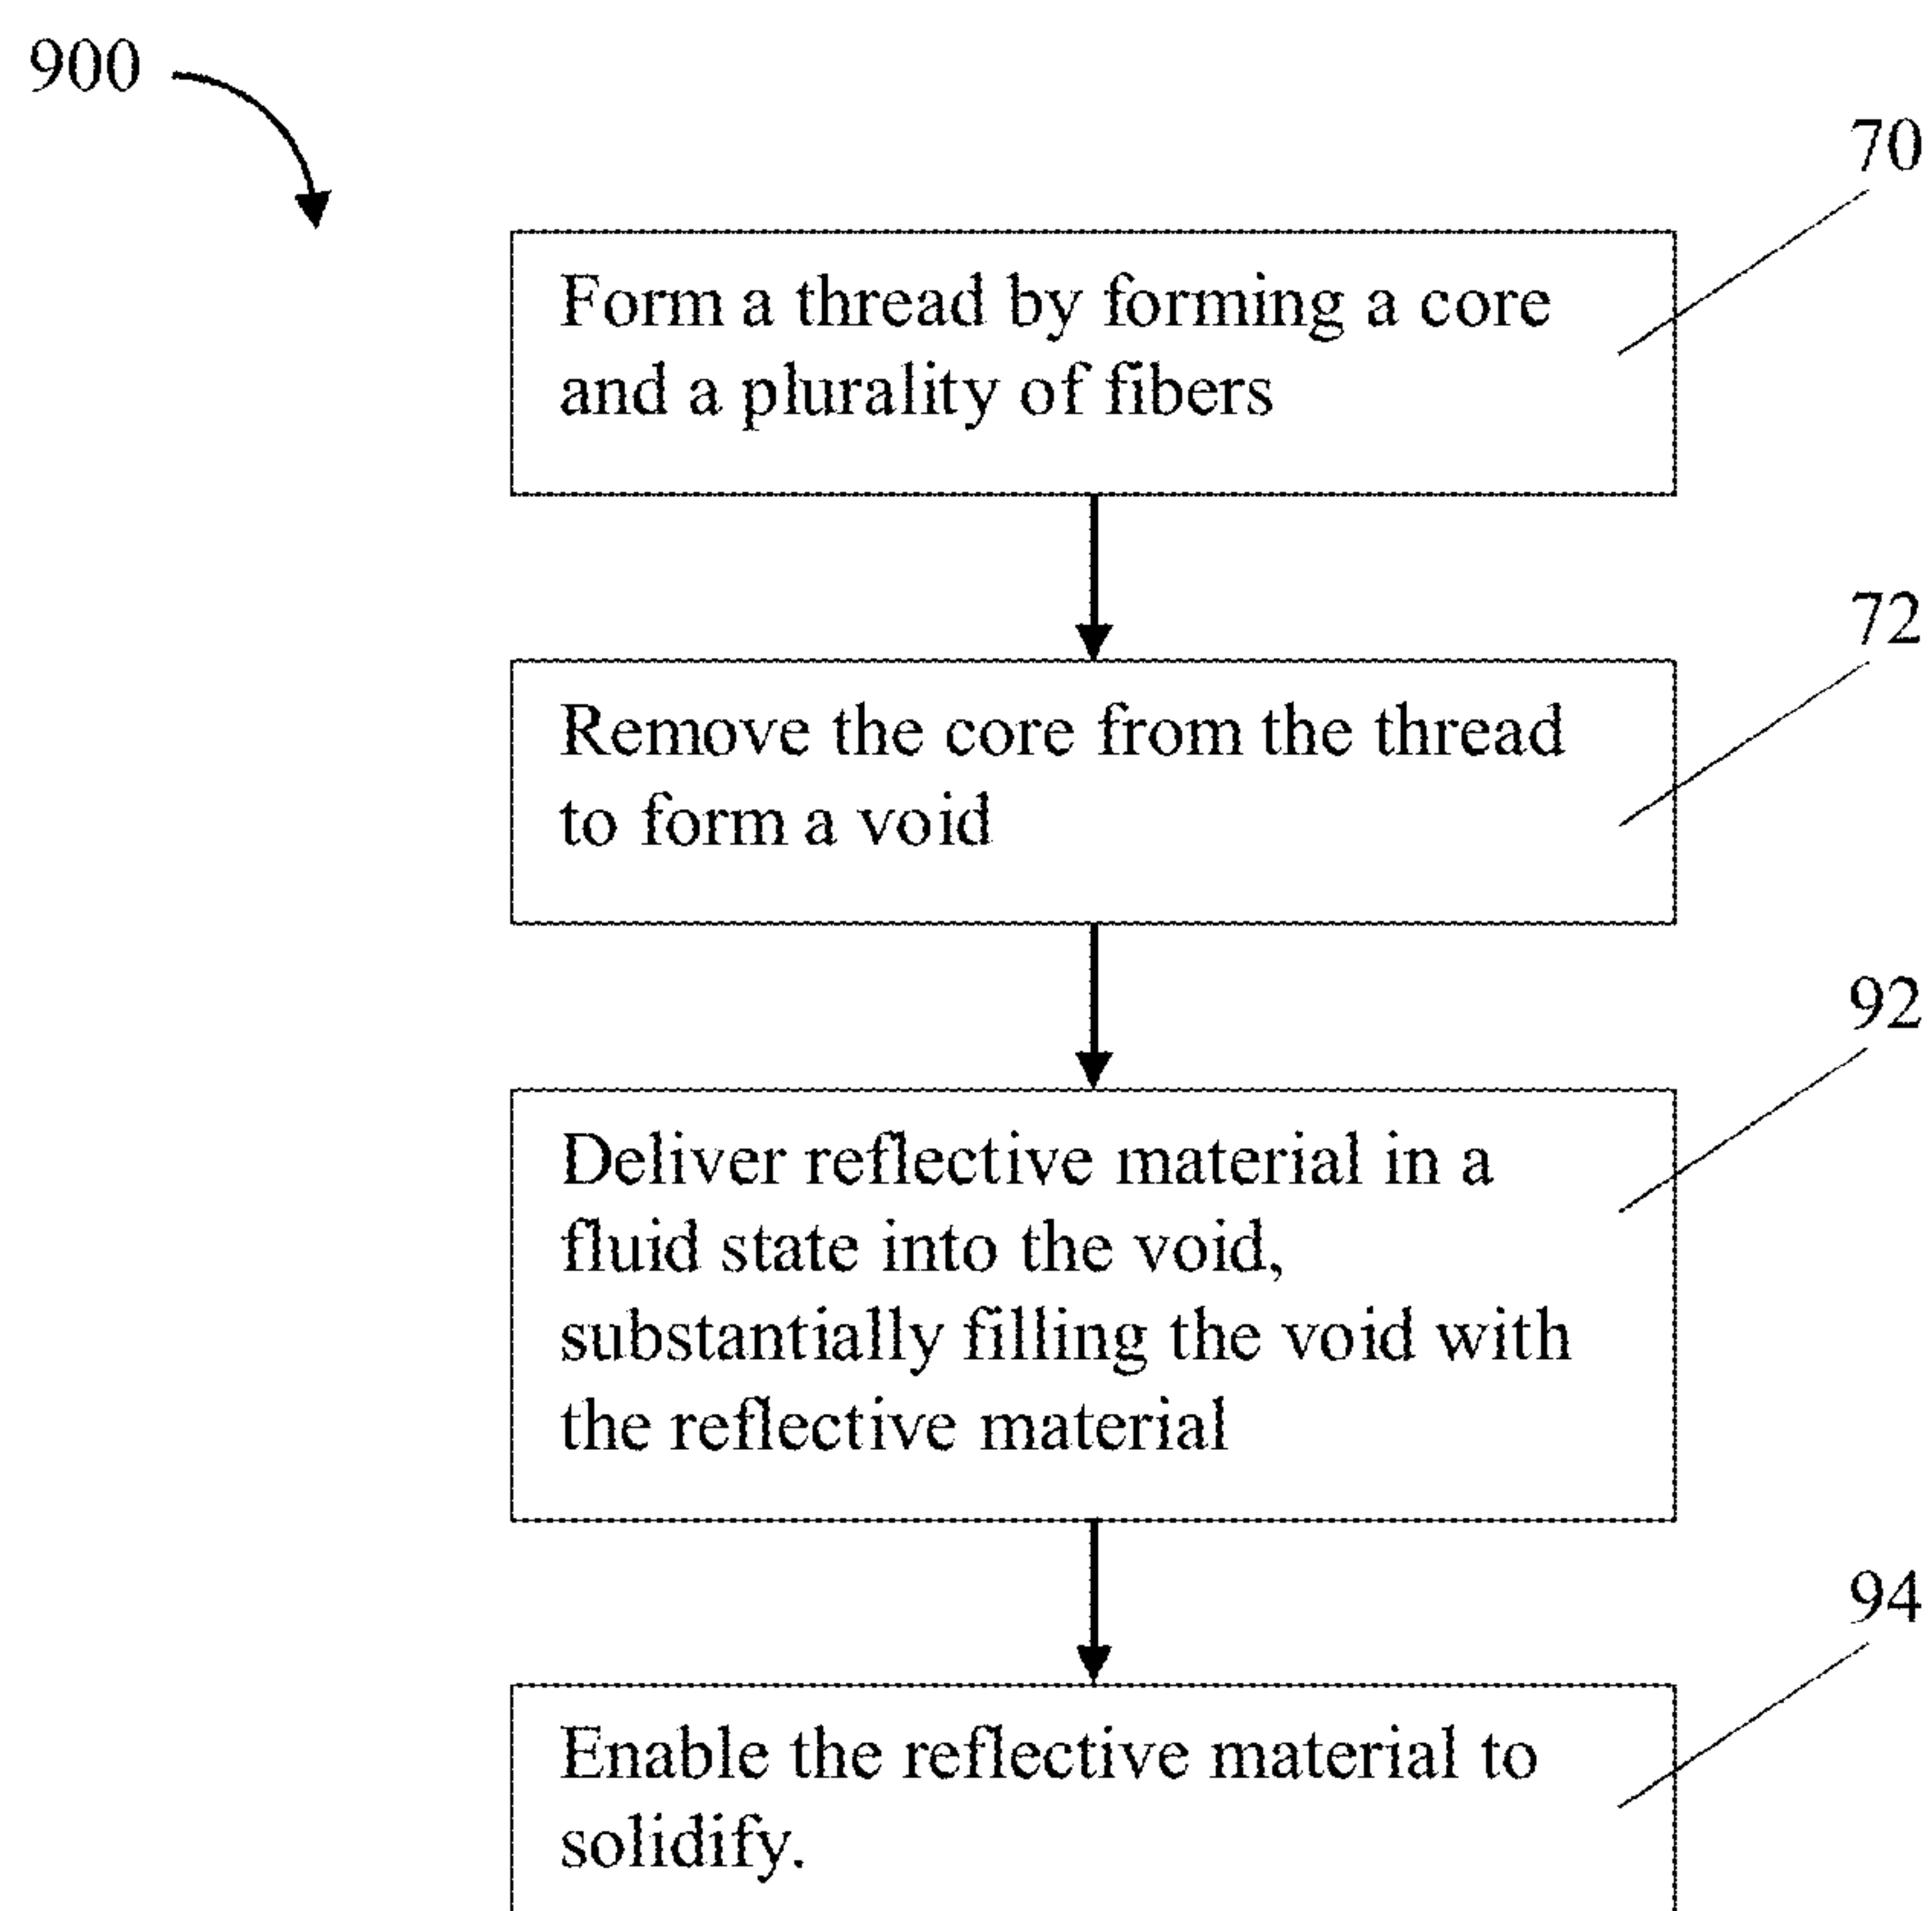 900
70
Form a thread by forming a core
and a plurality of fibers
72
Remove the core from the thread
to form a void
92
Deliver reflective material in a
fluid state into the void,
substantially filling the void with
the reflective material
94
Enable the reflective material to
solidify.